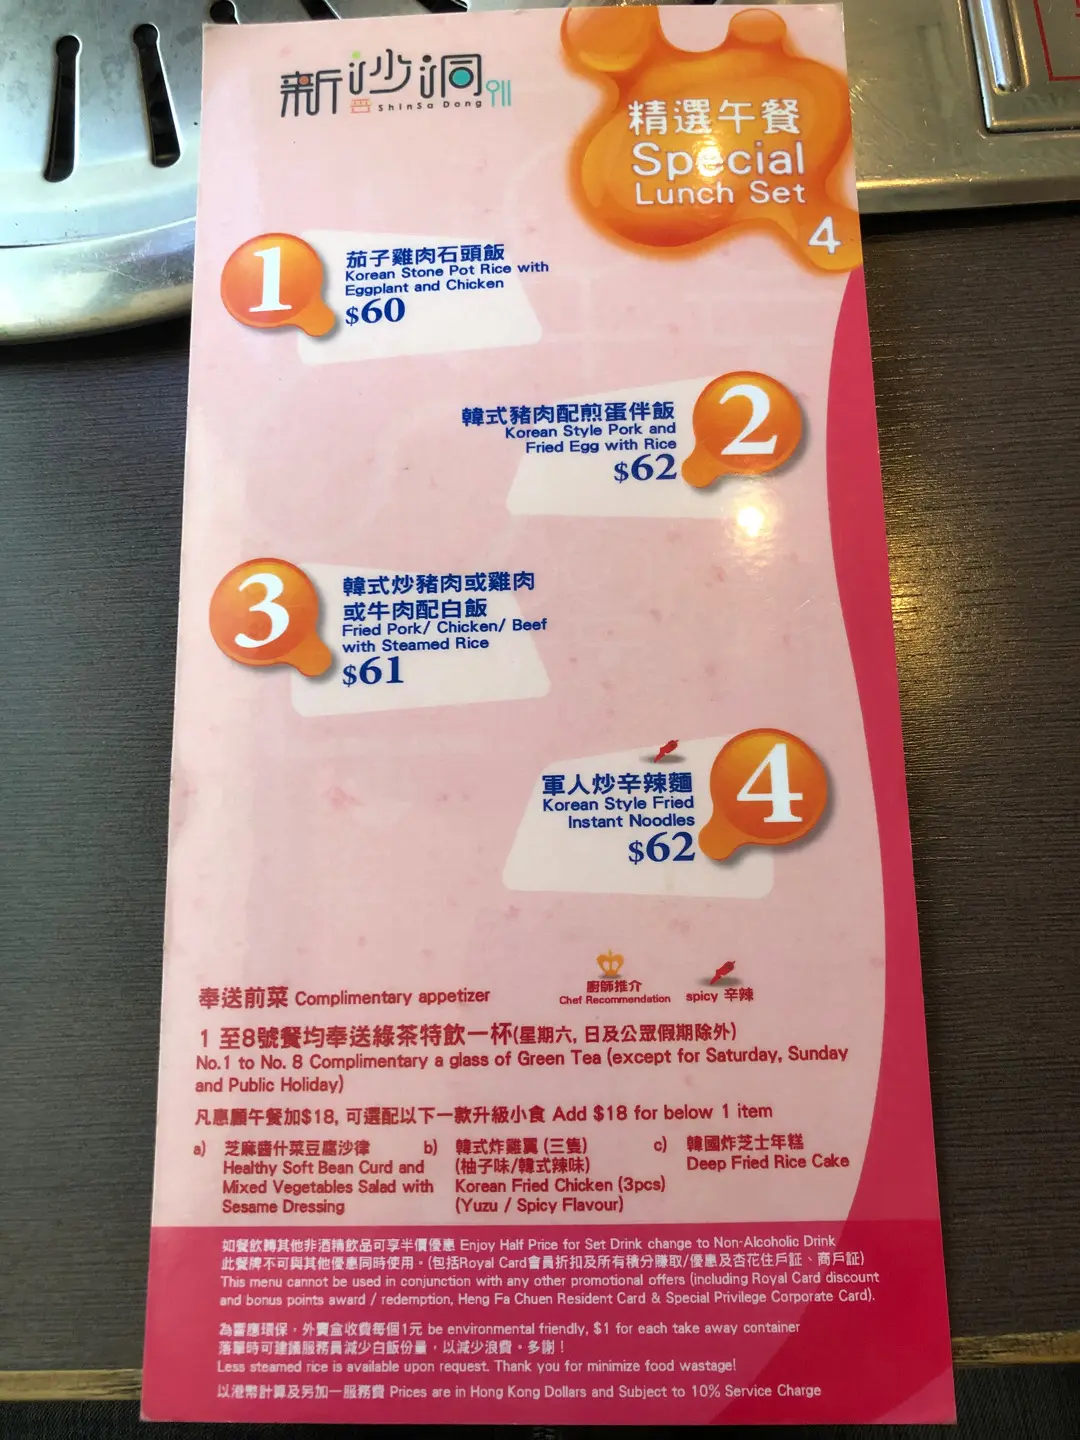 新沙洞
ShinSa Dong
精選午餐
Special
Lunch Set
4
1
茄子雞肉石頭飯
Korean Stone Pot Rice with
Eggplant and Chicken
$60
2
韓式豬肉配煎蛋伴飯
Korean Style Pork and
Fried Egg with Rice
$62
3
韓式炒豬肉或雞肉
或牛肉配白飯
Fried Pork/ Chicken/ Beef
with Steamed Rice
$61
4
軍人炒辛辣麵
Korean Style Fried
Instant Noodles
$62
奉送前菜 Complimentary appetizer
廚師推介
Chef Recommendation
spicy 辛辣
1 至8號餐均奉送綠茶特飲一杯(星期六, 日及公眾假期除外)
No.1 to No. 8 Complimentary a glass of Green Tea (except for Saturday, Sunday
and Public Holiday)
凡惠顧午餐加$18, 可選配以下一款升級小食 Add $18 for below 1 item
a) 芝麻醬什菜豆腐沙律
Healthy Soft Bean Curd and
Mixed Vegetables Salad with
Sesame Dressing
b) 韓式炸雞翼 (三隻)
(柚子味/韓式辣味)
Korean Fried Chicken (3pcs)
(Yuzu / Spicy Flavour)
c) 韓國炸芝士年糕
Deep Fried Rice Cake
如餐飲轉其他非酒精飲品可享半價優惠 Enjoy Half Price for Set Drink change to Non-Alcoholic Drink
此餐牌不可與其他優惠同時使用。(包括Royal Card會員折扣及所有積分賺取/優惠及杏花住戶証、商戶証)
This menu cannot be used in conjunction with any other promotional offers (including Royal Card discount
and bonus points award / redemption, Heng Fa Chuen Resident Card & Special Privilege Corporate Card).
為響應環保，外賣盒收費每個1元 be environmental friendly, $1 for each take away container
落單時可建議服務員減少白飯份量，以減少浪費。多謝！
Less steamed rice is available upon request. Thank you for minimize food wastage!
以港幣計算及另加一服務費 Prices are in Hong Kong Dollars and Subject to 10% Service Charge